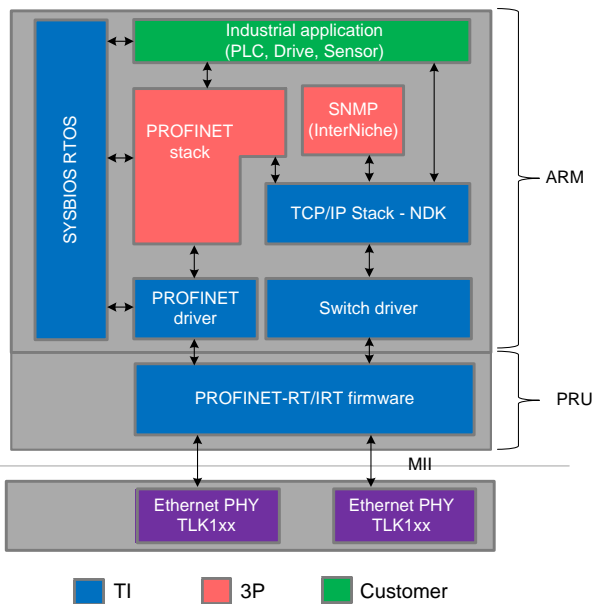 Industrial application
(PLC, Drive, Sensor)
SYSBIOS RTOS
PROFINET
stack
SNMP
(InterNiche)
ARM
TCP/IP Stack - NDK
PROFINET
driver
Switch driver
PROFINET-RT/IRT firmware
PRU
MII
Ethernet PHY
TLK1xx
Ethernet PHY
TLK1xx
TI
3P
Customer